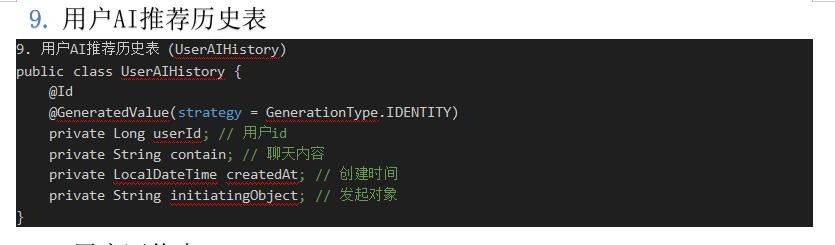 9. 用户AI推荐历史表
9. 用户AI推荐历史表 (UserAIHistory)
public class UserAIHistory {
@Id
@GeneratedValue(strategy = GenerationType.IDENTITY)
private Long userId; // 用户id
private String contain; // 聊天内容
private LocalDateTime createdAt; // 创建时间
private String initiatingObject; // 发起对象
}